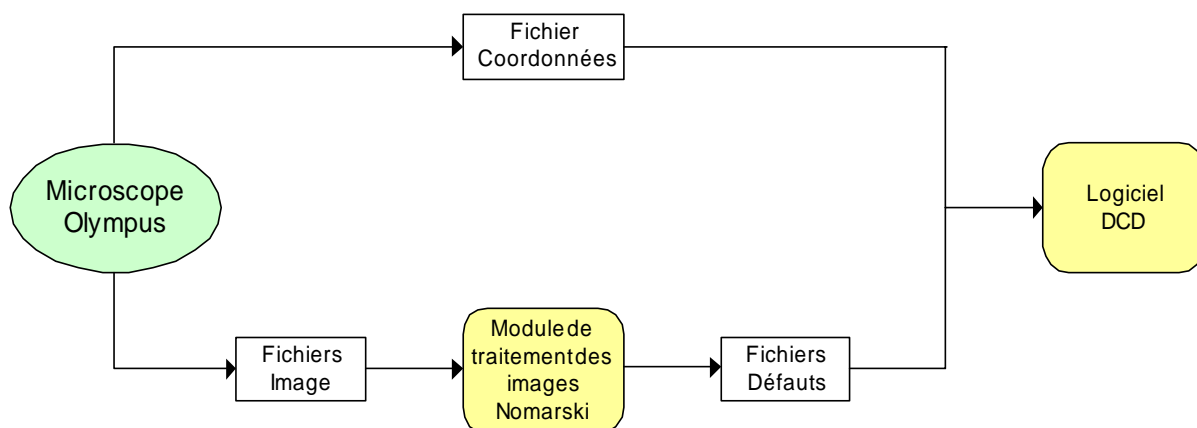 Fichier
Coordonnées
Microscope
Olympus
Logiciel
DCD
Fichiers
Image
Module de
traitement des
images
Nomarski
Fichiers
Défauts